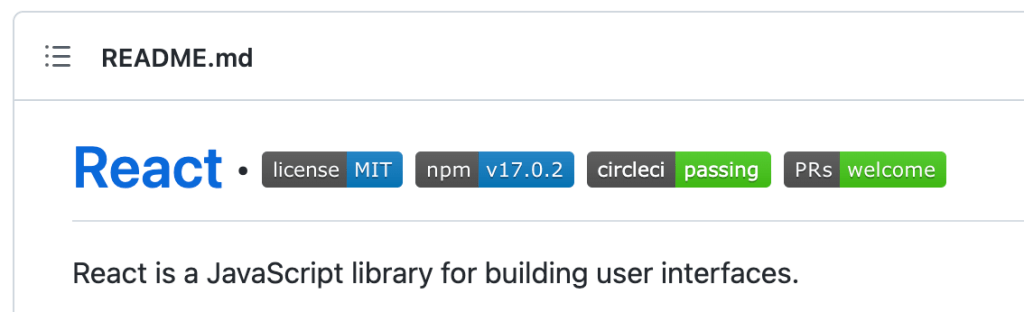 README.md
React • license MIT npm v17.0.2 circleci passing PRs welcome
React is a JavaScript library for building user interfaces.